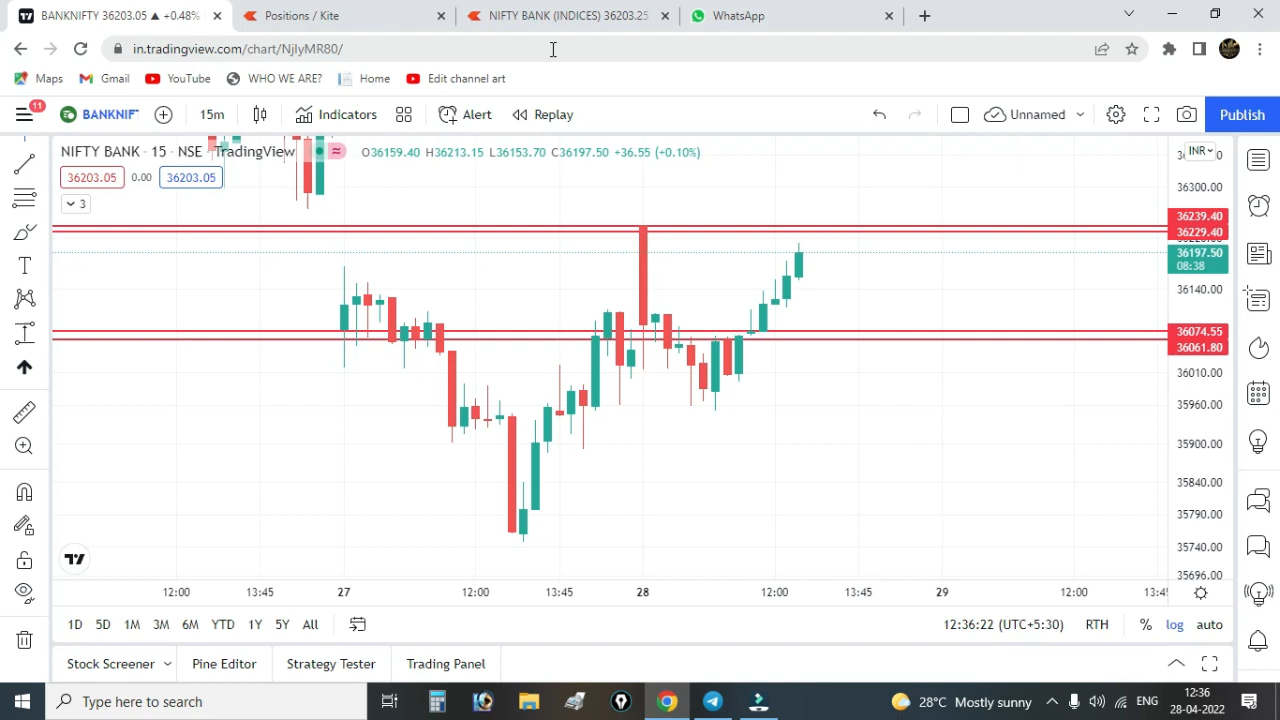 BANKNIFTY 36203.05 ▲ +0.48%
Positions / Kite
NIFTY BANK (INDICES) 36203.25
WhatsApp
in.tradingview.com/chart/NjlyMR80/
Maps
Gmail
YouTube
WHO WE ARE?
Home
Edit channel art
11
BANKNIF
15m
Indicators
Alert
Replay
Unnamed
Publish
NIFTY BANK · 15 · NSE · TradingView
O36159.40 H36213.15 L36153.70 C36197.50 +36.55 (+0.10%)
INR
36203.05 0.00 36203.05
3
36300.00
36239.40
36229.40
36197.50
08:38
36140.00
36074.55
36061.80
36010.00
35960.00
35900.00
35840.00
35790.00
35740.00
35696.00
12:00 13:45 27 12:00 13:45 28 12:00 13:45 29 12:00
1D 5D 1M 3M 6M YTD 1Y 5Y All
12:36:22 (UTC+5:30) RTH % log auto
Stock Screener
Pine Editor
Strategy Tester
Trading Panel
Type here to search
28°C Mostly sunny
ENG
12:36
28-04-2022